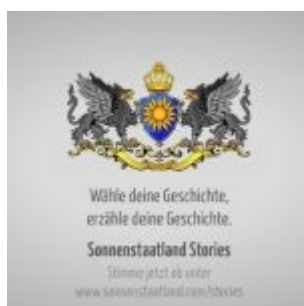 Wähle deine Geschichte,
erzähle deine Geschichte.
Sonnenstaatland Stories
Stimme jetzt ab unter
www.sonnenstaatland.com/stories